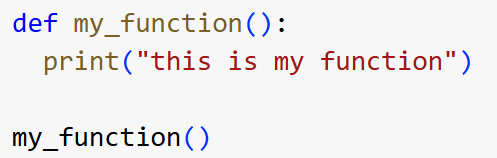 def my_function():
  print("this is my function")

my_function()